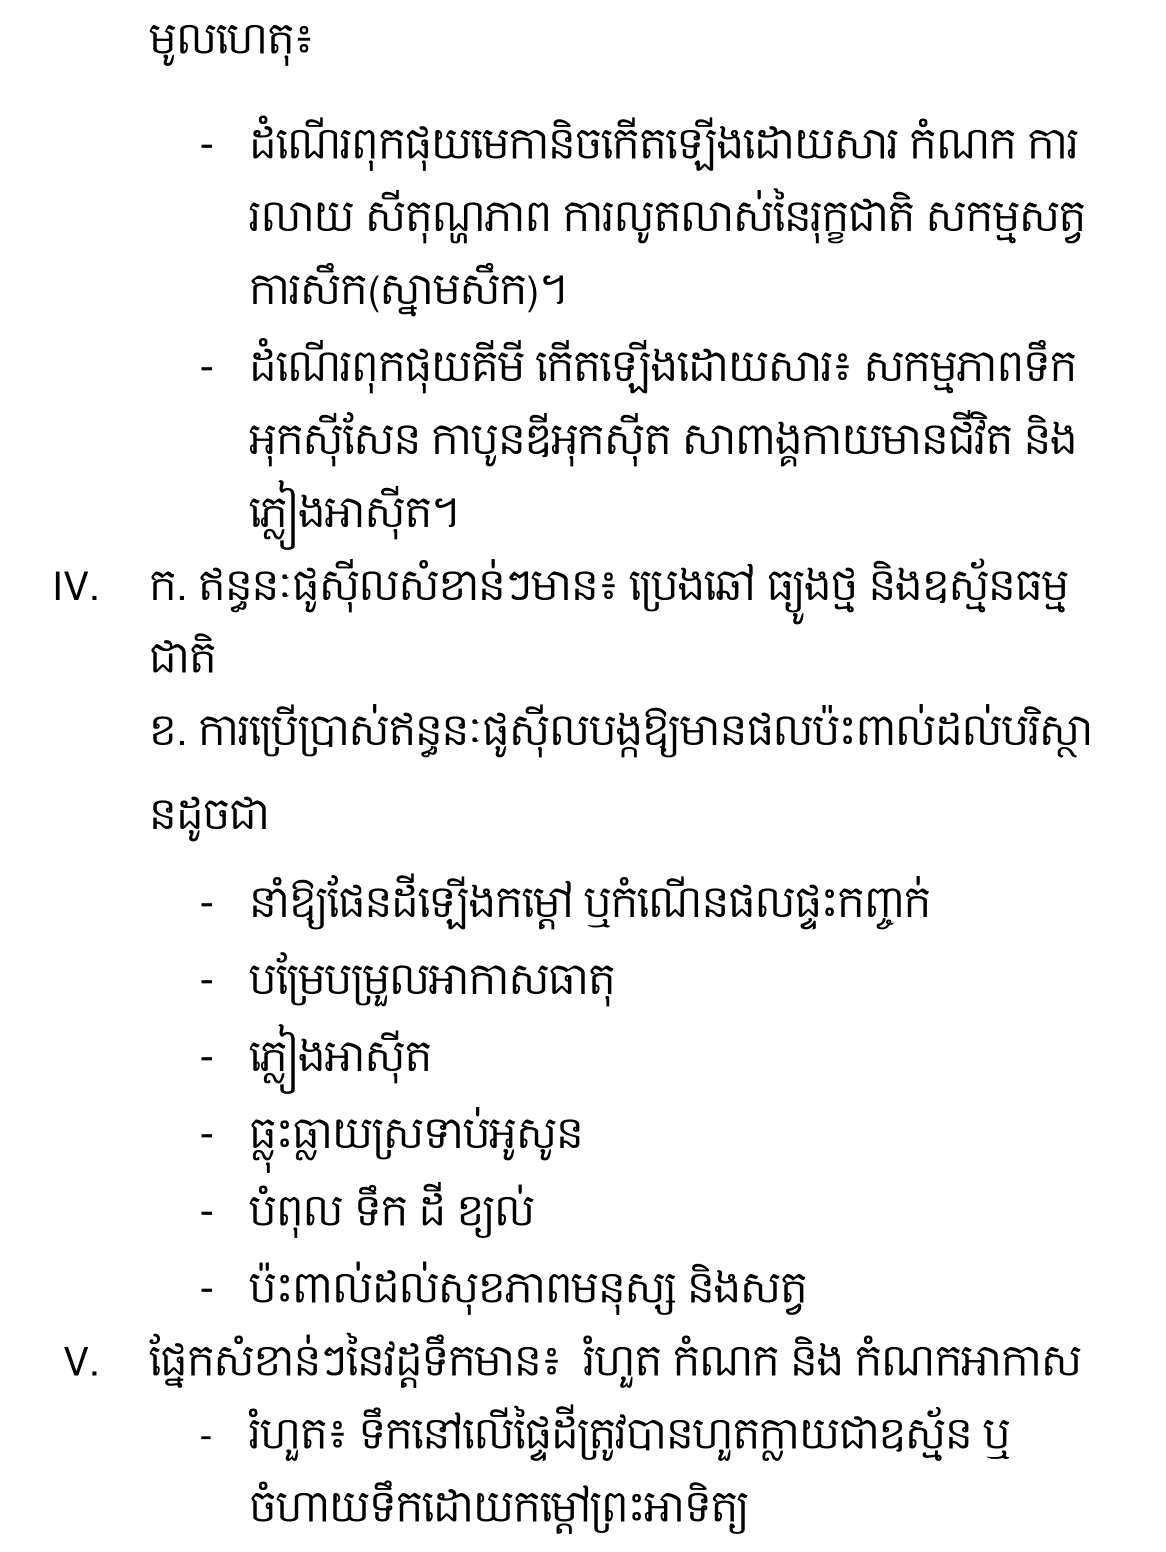 មូលហេតុ៖
- ដំណើរពុកផុយមេកានិចកើតឡើងដោយសារ កំណក ការ
រលាយ សីតុណ្ហភាព ការលូតលាស់នៃរុក្ខជាតិ សកម្មសត្វ
ការសឹក(ស្នាមសឹក)។
- ដំណើរពុកផុយគីមី កើតឡើងដោយសារ៖ សកម្មភាពទឹក
អុកស៊ីសែន កាបូនឌីអុកស៊ីត សាពាង្គកាយមានជីវិត និង
ភ្លៀងអាស៊ីត។
IV. ក. ឥន្ធនៈផូស៊ីលសំខាន់ៗមាន៖ ប្រេងឆៅ ធ្យូងថ្ម និងឧស្ម័នធម្ម
ជាតិ
ខ. ការប្រើប្រាស់ឥន្ធនៈផូស៊ីលបង្កឱ្យមានផលប៉ះពាល់ដល់បរិស្ថា
នដូចជា
- នាំឱ្យផែនដីឡើងកម្ដៅ ឬកំណើនផលផ្ទះកញ្ចក់
- បម្រែបម្រួលអាកាសធាតុ
- ភ្លៀងអាស៊ីត
- ធ្លុះធ្លាយស្រទាប់អូសូន
- បំពុល ទឹក ដី ខ្យល់
- ប៉ះពាល់ដល់សុខភាពមនុស្ស និងសត្វ
V. ផ្នែកសំខាន់ៗនៃវដ្ដទឹកមាន៖ រំហួត កំណក និង កំណកអាកាស
- រំហួត៖ ទឹកនៅលើផ្ទៃដីត្រូវបានហួតក្លាយជាឧស្ម័ន ឬ
ចំហាយទឹកដោយកម្ដៅព្រះអាទិត្យ